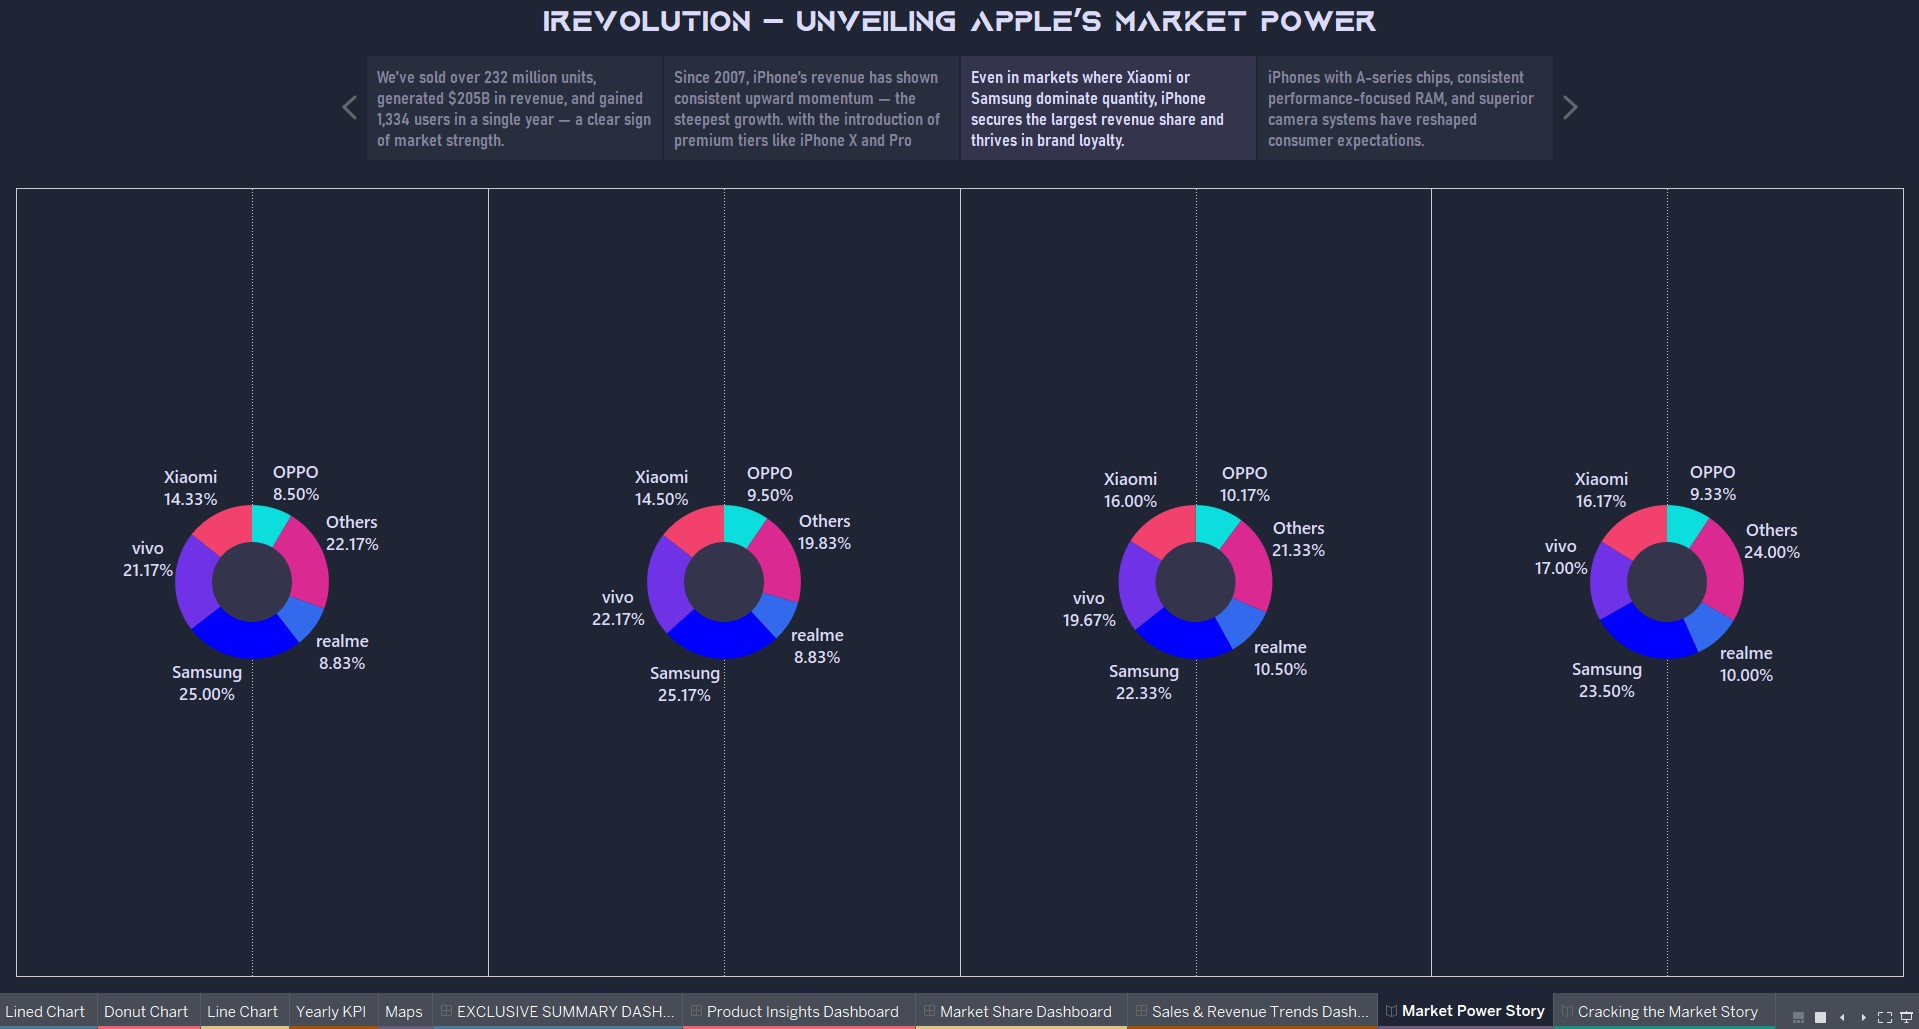 IREVOLUTION – UNVEILING APPLE'S MARKET POWER
We've sold over 232 million units,
generated $205B in revenue, and gained
1,334 users in a single year — a clear sign
of market strength.
Since 2007, iPhone's revenue has shown
consistent upward momentum — the
steepest growth. with the introduction of
premium tiers like iPhone X and Pro
Even in markets where Xiaomi or
Samsung dominate quantity, iPhone
secures the largest revenue share and
thrives in brand loyalty.
iPhones with A-series chips, consistent
performance-focused RAM, and superior
camera systems have reshaped
consumer expectations.
Xiaomi
14.33%
OPPO
8.50%
Others
22.17%
vivo
21.17%
realme
8.83%
Samsung
25.00%
Xiaomi
14.50%
OPPO
9.50%
Others
19.83%
vivo
22.17%
realme
8.83%
Samsung
25.17%
Xiaomi
16.00%
OPPO
10.17%
Others
21.33%
vivo
19.67%
realme
10.50%
Samsung
22.33%
Xiaomi
16.17%
OPPO
9.33%
Others
24.00%
vivo
17.00%
realme
10.00%
Samsung
23.50%
Lined Chart
Donut Chart
Line Chart
Yearly KPI
Maps
EXCLUSIVE SUMMARY DASH...
Product Insights Dashboard
Market Share Dashboard
Sales & Revenue Trends Dash...
Market Power Story
Cracking the Market Story